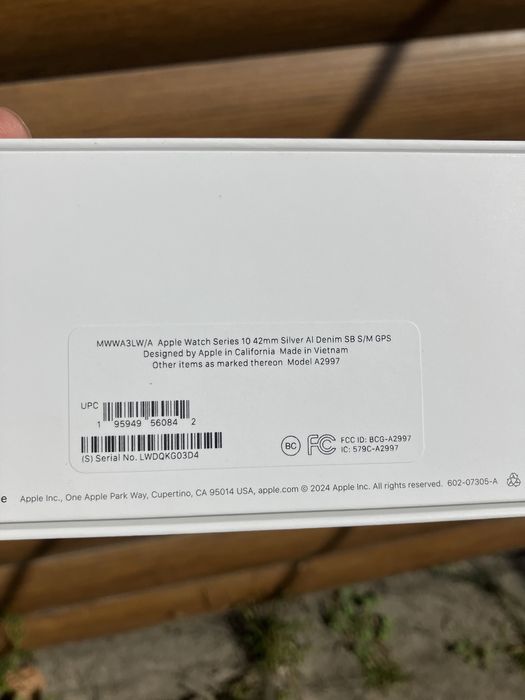 MWWA3LW/A Apple Watch Series 10 42mm Silver Al Denim SB S/M GPS
Designed by Apple in California Made in Vietnam
Other items as marked thereon Model A2997
UPC
1 95949 56084 2
(S) Serial No. LWDQKG03D4
BC
FC
FCC ID: BCG-A2997
IC: 579C-A2997
e Apple Inc., One Apple Park Way, Cupertino, CA 95014 USA, apple.com © 2024 Apple Inc. All rights reserved. 602-07305-A